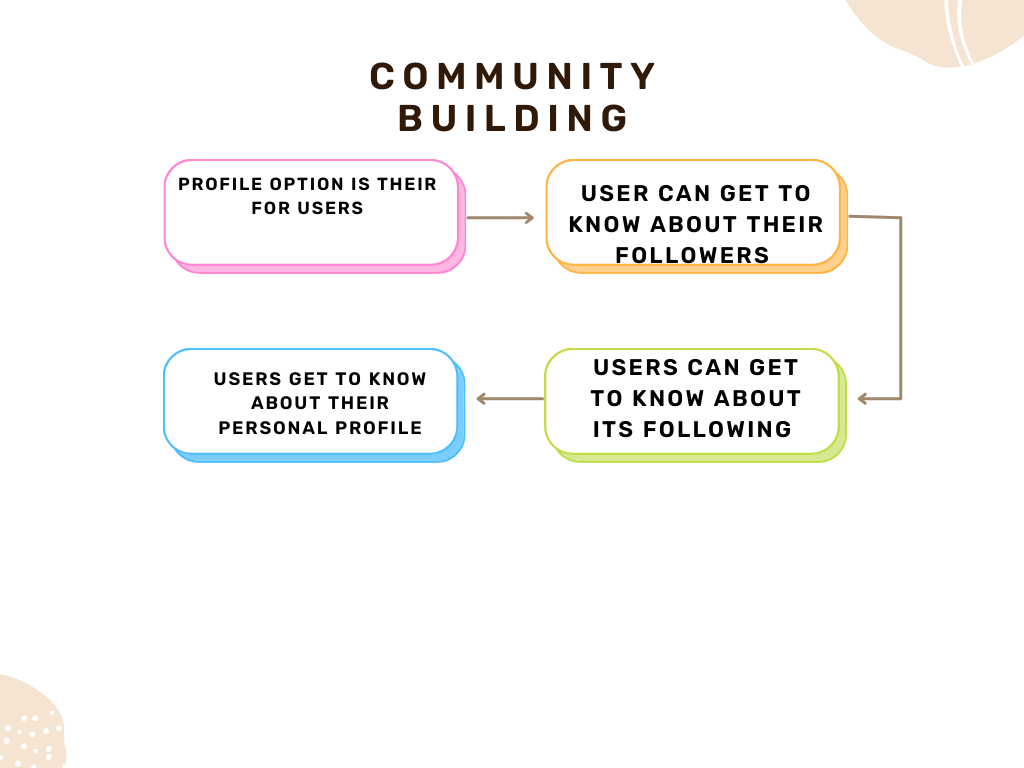 COMMUNITY
BUILDING
PROFILE OPTION IS THEIR
FOR USERS
USER CAN GET TO
KNOW ABOUT THEIR
FOLLOWERS
USERS CAN GET
TO KNOW ABOUT
ITS FOLLOWING
USERS GET TO KNOW
ABOUT THEIR
PERSONAL PROFILE